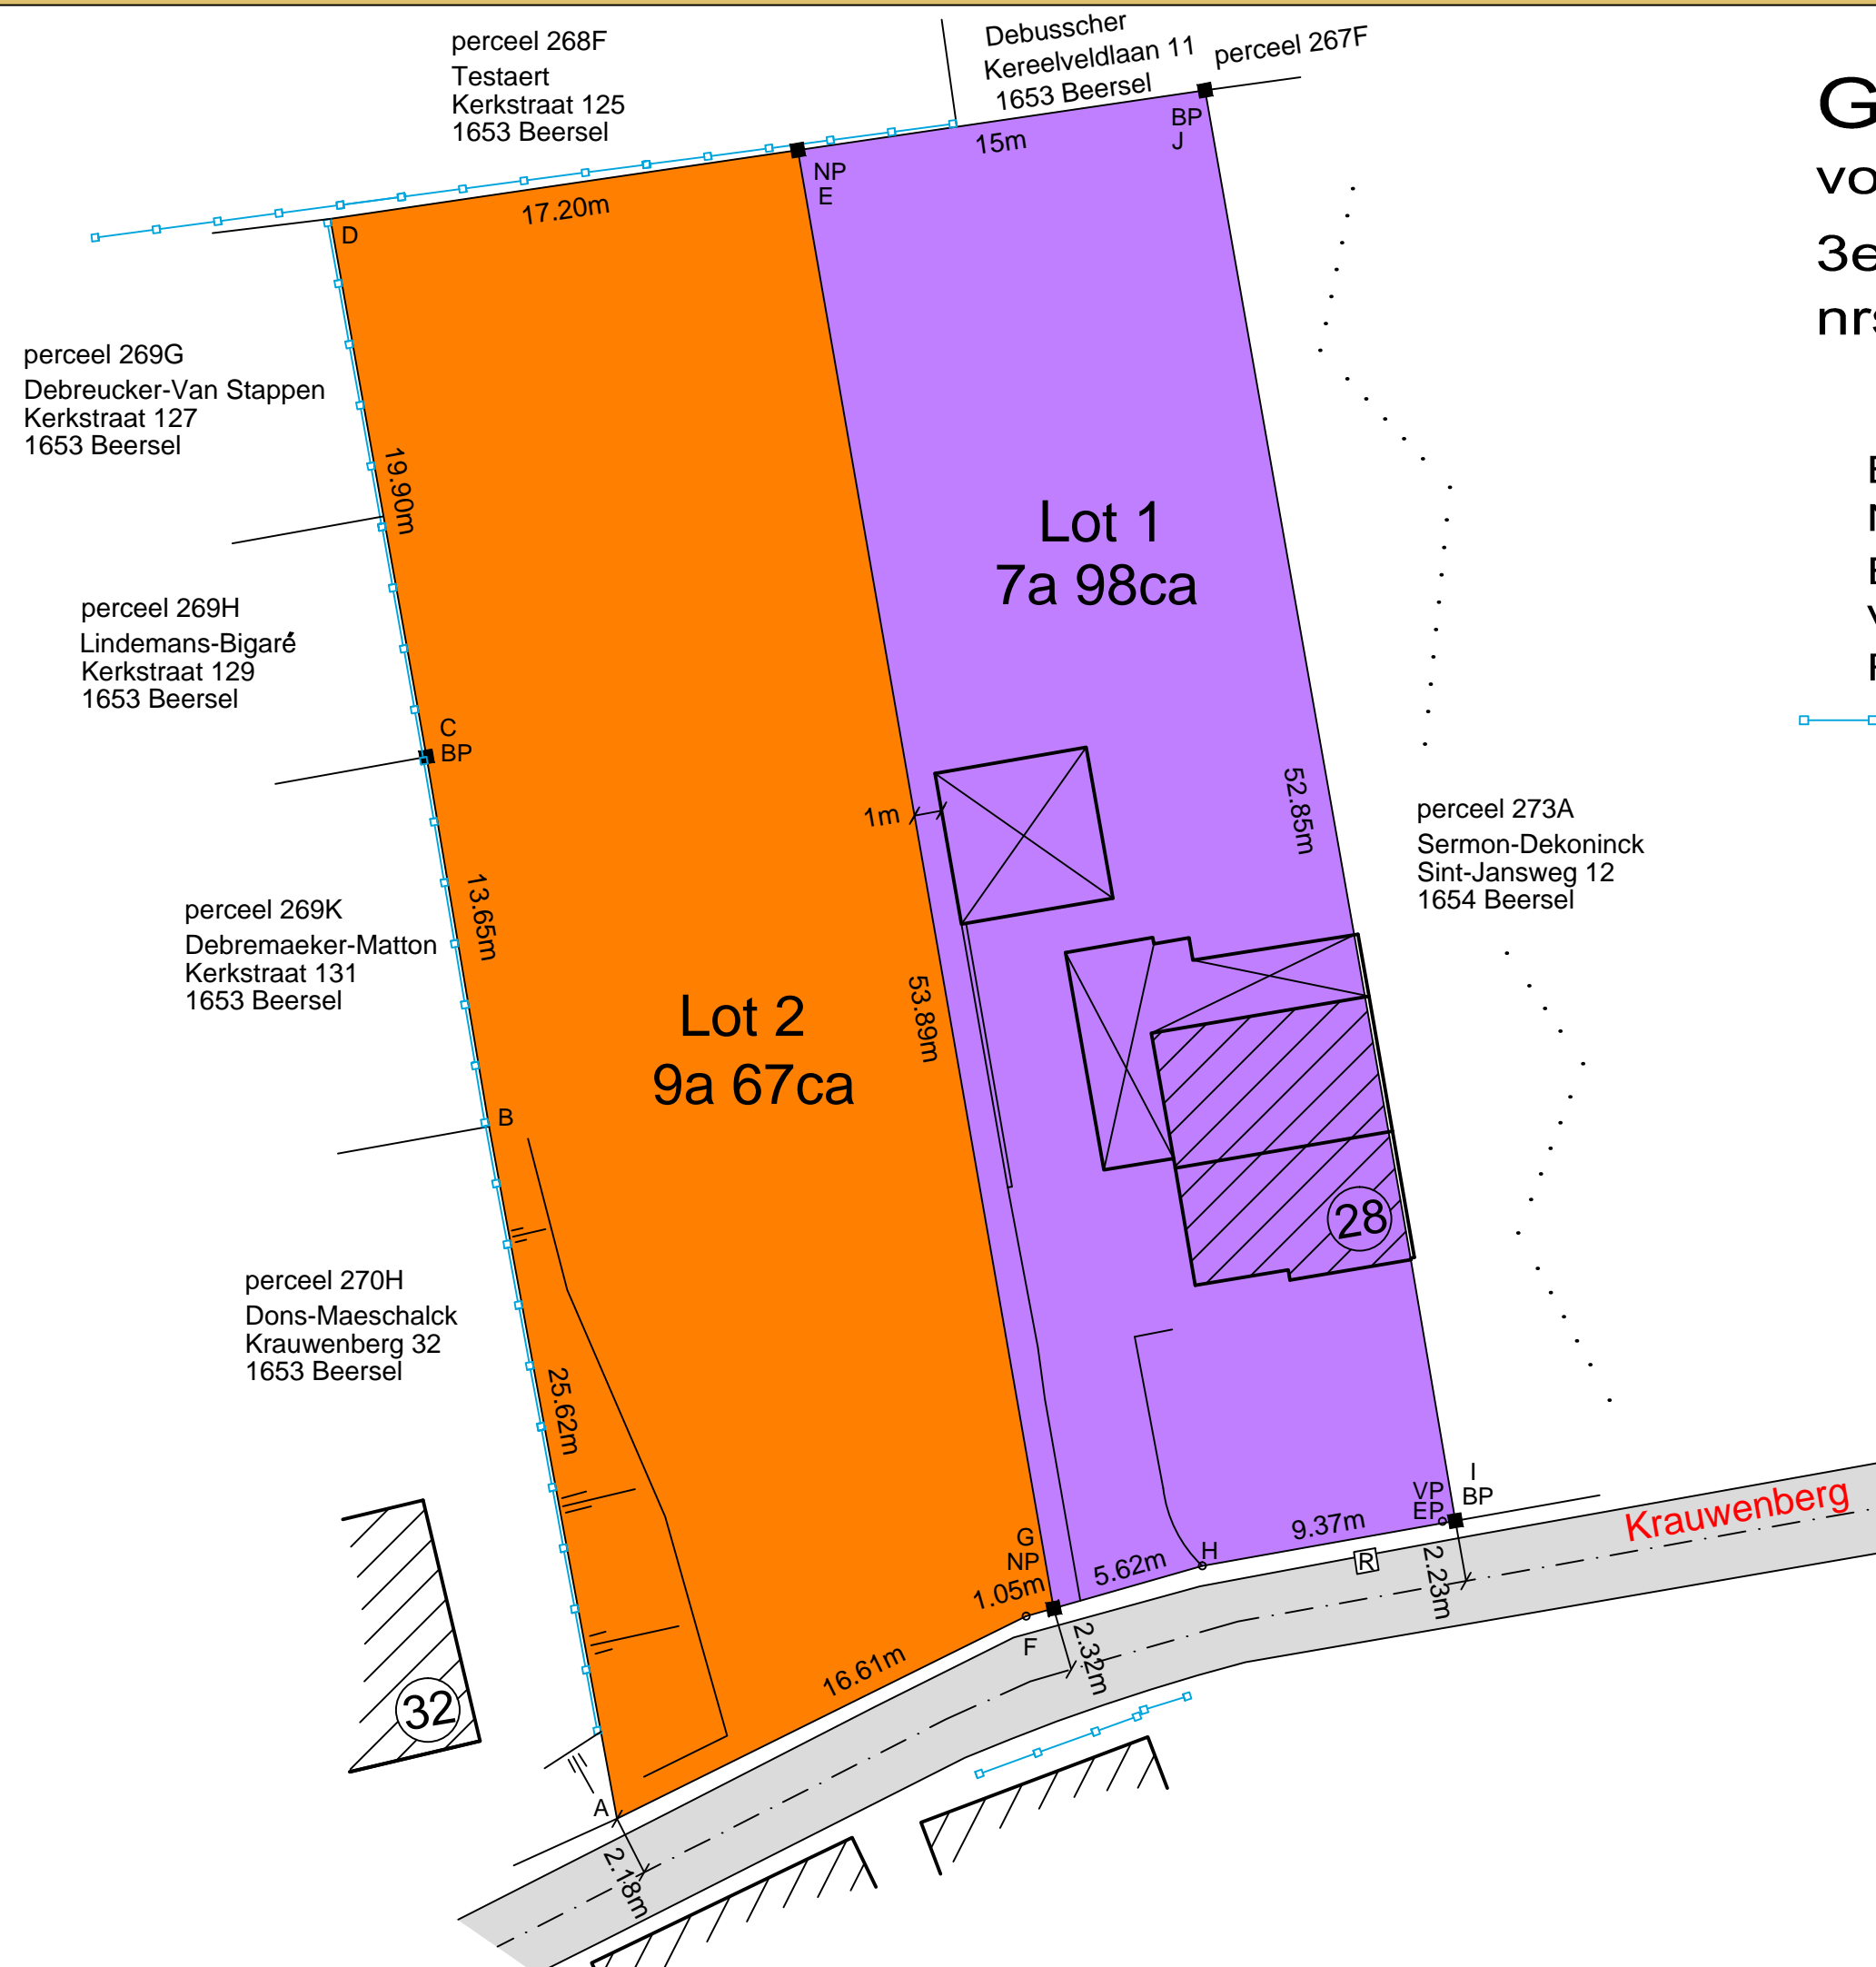 perceel 268F
Testaert
Kerkstraat 125
1653 Beersel
Debusscher
Kereelveldlaan 11
1653 Beersel
perceel 267F
BP
J
15m
NP
E
17.20m
D
perceel 269G
Debreucker-Van Stappen
Kerkstraat 127
1653 Beersel
19.90m
Lot 1
7a 98ca
perceel 269H
Lindemans-Bigaré
Kerkstraat 129
1653 Beersel
C
BP
1m
52.85m
perceel 273A
Sermon-Dekoninck
Sint-Jansweg 12
1654 Beersel
perceel 269K
Debremaeker-Matton
Kerkstraat 131
1653 Beersel
13.65m
Lot 2
9a 67ca
53.89m
B
28
perceel 270H
Dons-Maeschalck
Krauwenberg 32
1653 Beersel
25.62m
I
BP
VP
EP
Krauwenberg
9.37m
H
R
2.23m
G
NP
5.62m
1.05m
F
2.32m
16.61m
32
A
2.18m
3e